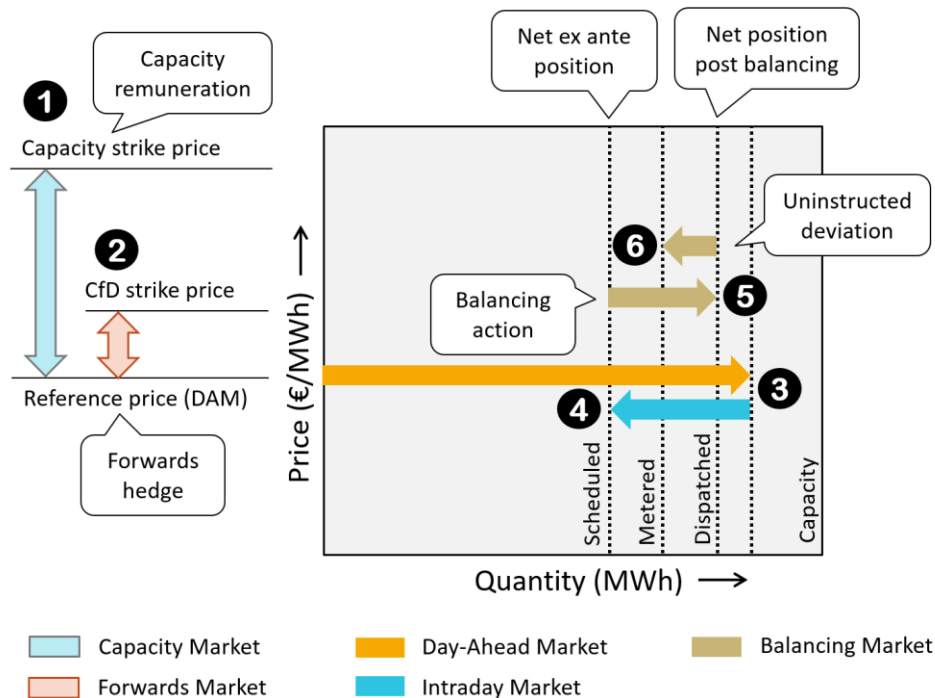 Capacity
remuneration
1
Capacity strike price
2
CfD strike price
Reference price (DAM)
Forwards
hedge
Net ex ante
position
Net position
post balancing
Uninstructed
deviation
6
Balancing
action
5
3
4
Price (€/MWh)
Scheduled
Metered
Dispatched
Capacity
Quantity (MWh)
Capacity Market
Day-Ahead Market
Balancing Market
Forwards Market
Intraday Market